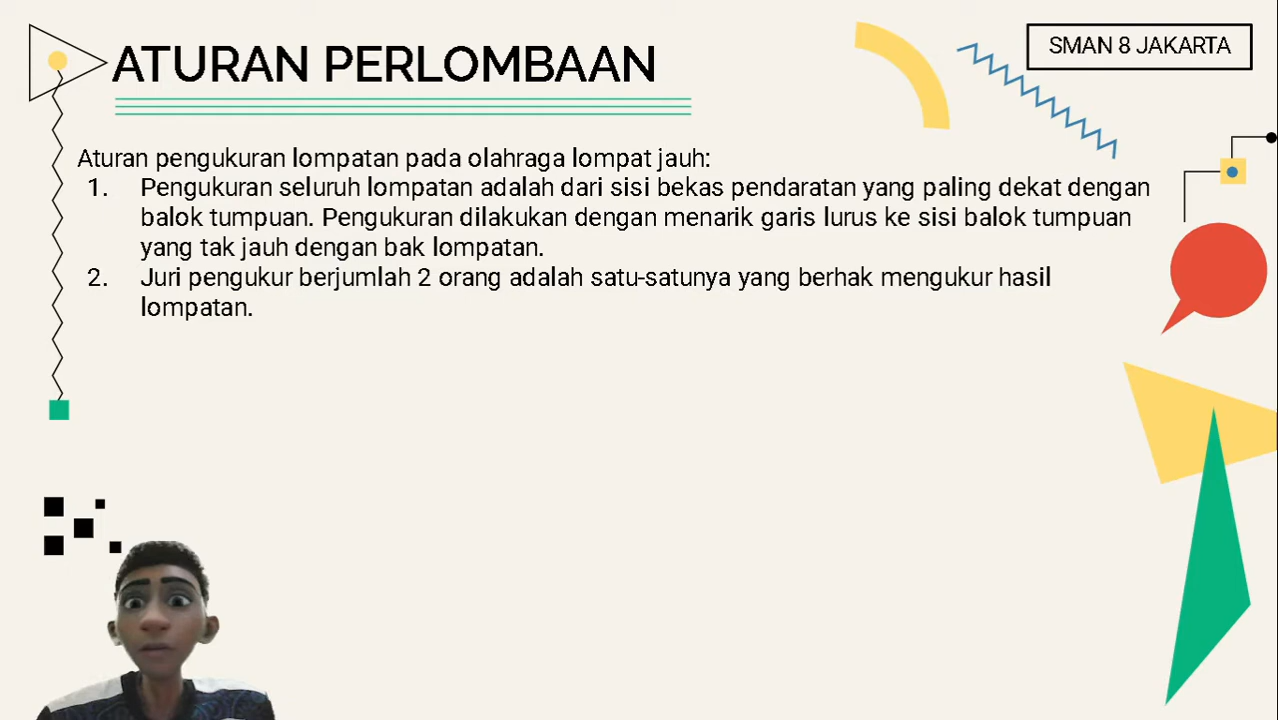 ATURAN PERLOMBAAN
SMAN 8 JAKARTA
Aturan pengukuran lompatan pada olahraga lompat jauh:
1. Pengukuran seluruh lompatan adalah dari sisi bekas pendaratan yang paling dekat dengan
balok tumpuan. Pengukuran dilakukan dengan menarik garis lurus ke sisi balok tumpuan
yang tak jauh dengan bak lompatan.
2. Juri pengukur berjumlah 2 orang adalah satu-satunya yang berhak mengukur hasil
lompatan.